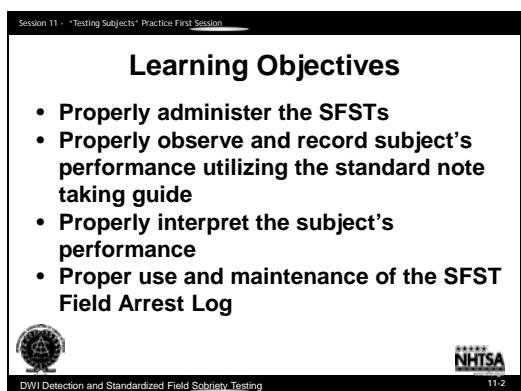 Session 11 - "Testing Subjects" Practice First Session
Learning Objectives
• Properly administer the SFSTs
• Properly observe and record subject's
performance utilizing the standard note
taking guide
• Properly interpret the subject's
performance
• Proper use and maintenance of the SFST
Field Arrest Log
NHTSA
DWI Detection and Standardized Field Sobriety Testing
11-2